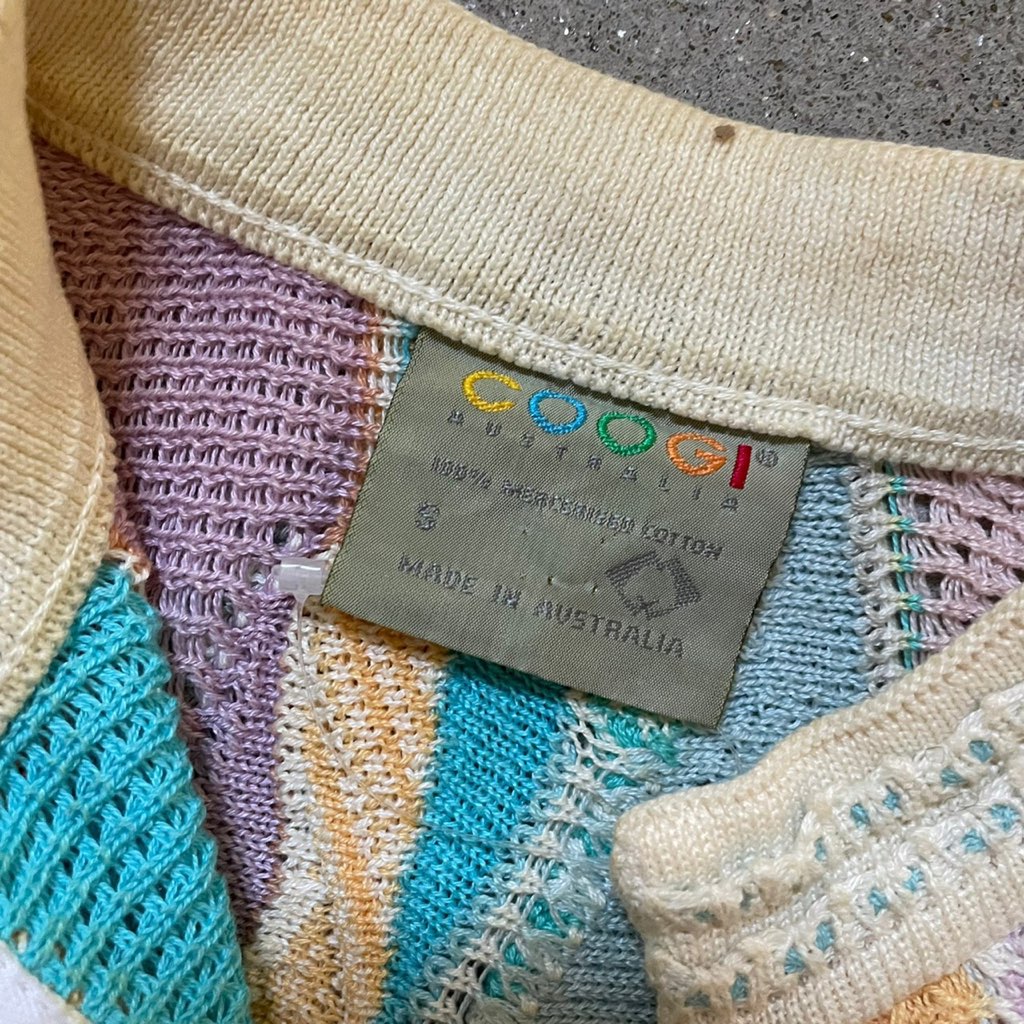 COOGI®
AUSTRALIA
100% MERCERISED COTTON
S
MADE IN AUSTRALIA